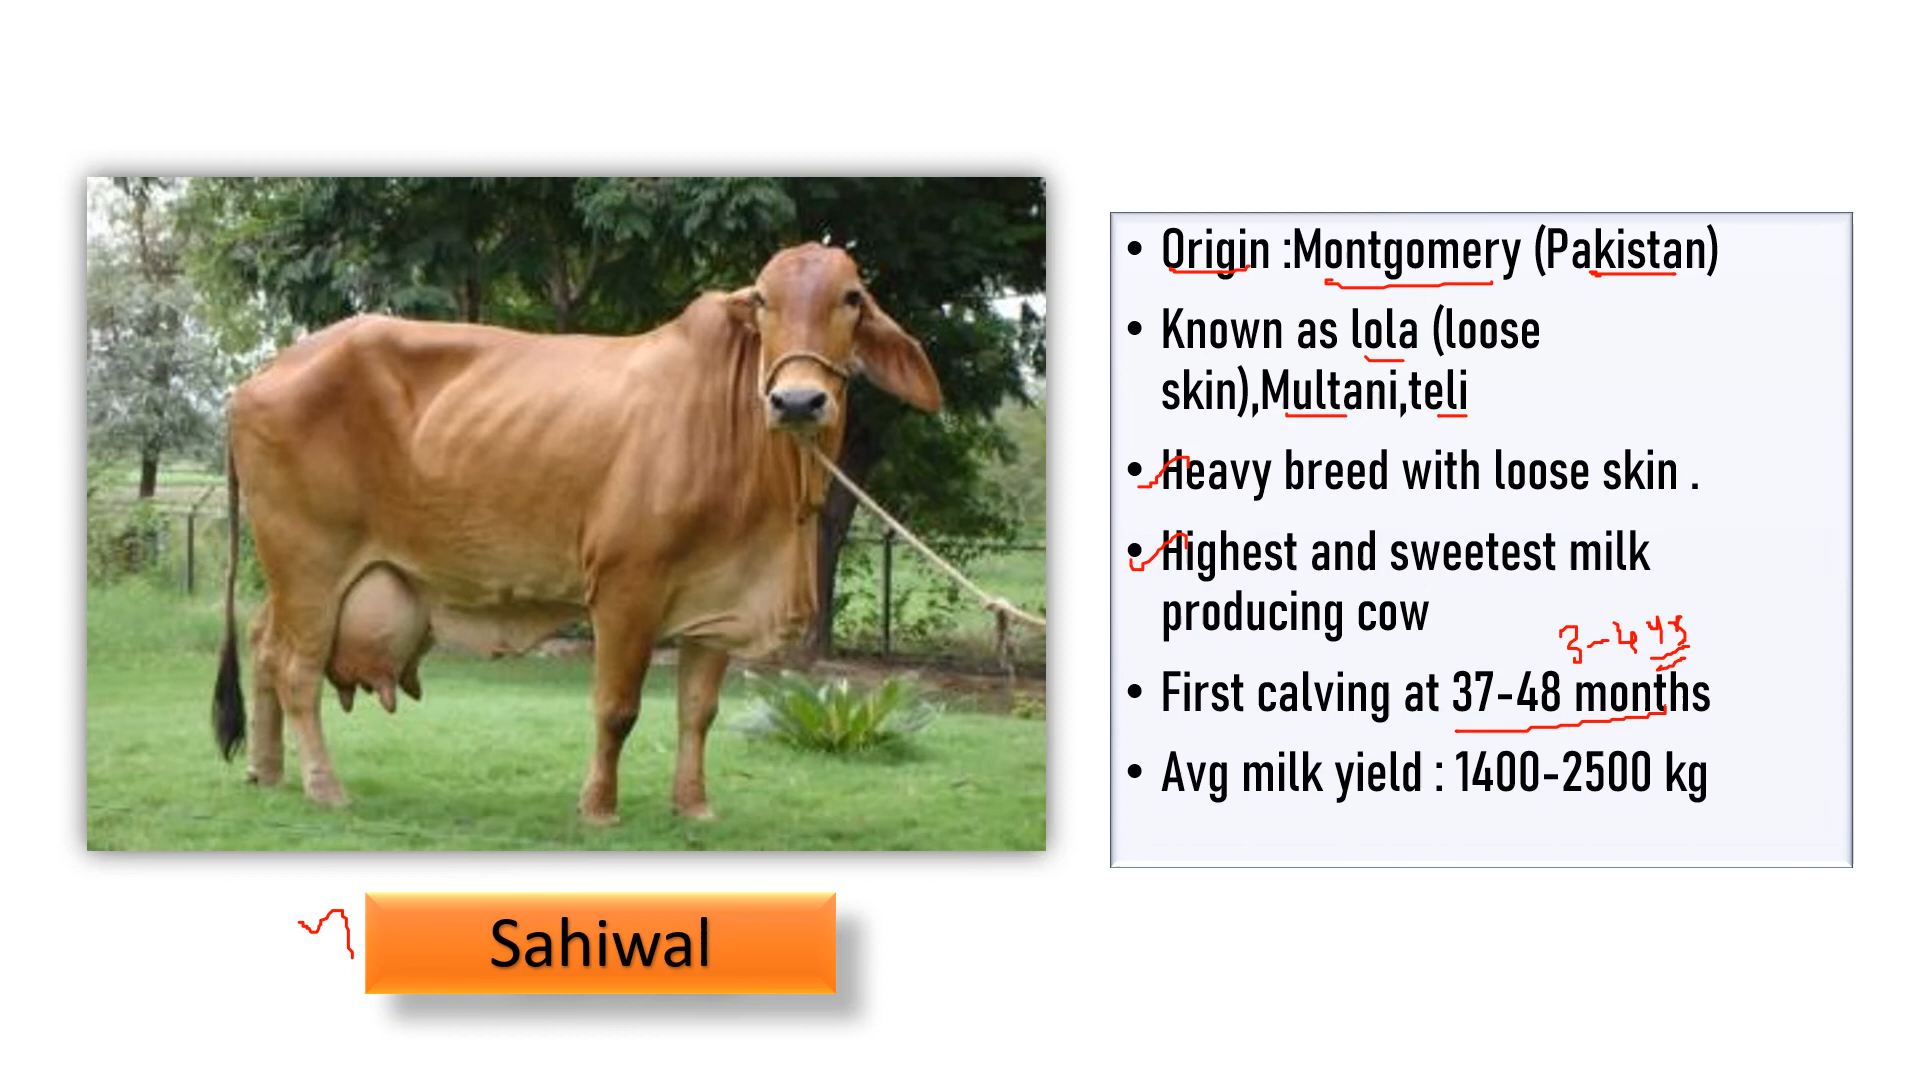 • Origin :Montgomery (Pakistan)
• Known as lola (loose
skin),Multani,teli
• Heavy breed with loose skin .
• Highest and sweetest milk
producing cow
3-4 yrs
• First calving at 37-48 months
• Avg milk yield : 1400-2500 kg
Sahiwal